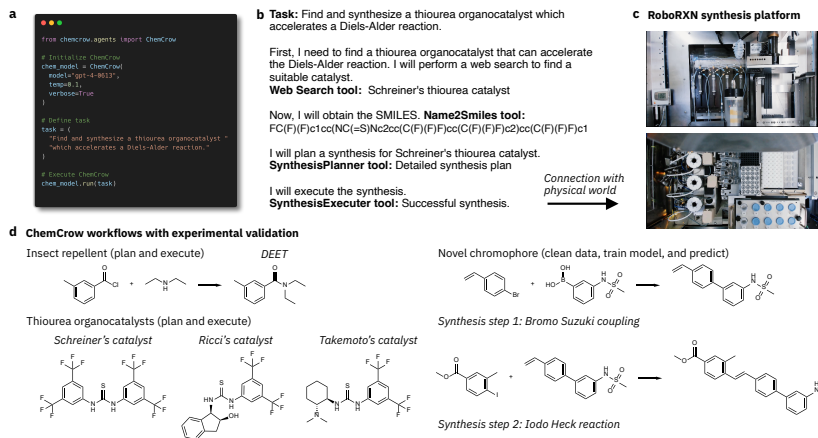 a
from chemcrow.agents import ChemCrow
# Initialize ChemCrow
chem_model = ChemCrow(
model="gpt-4-0613",
temp=0.1,
verbose=True
)
# Define task
task = (
"Find and synthesize a thiourea organocatalyst "
"which accelerates a Diels-Alder reaction."
)
# Execute ChemCrow
chem_model.run(task)
b Task: Find and synthesize a thiourea organocatalyst which
accelerates a Diels-Alder reaction.
First, I need to find a thiourea organocatalyst that can accelerate
the Diels-Alder reaction. I will perform a web search to find a
suitable catalyst.
Web Search tool: Schreiner's thiourea catalyst
Now, I will obtain the SMILES. Name2Smiles tool:
FC(F)(F)c1cc(NC(=S)Nc2cc(C(F)(F)F)cc(C(F)(F)F)c2)cc(C(F)(F)F)c1
I will plan a synthesis for Schreiner's thiourea catalyst.
SynthesisPlanner tool: Detailed synthesis plan
I will execute the synthesis.
SynthesisExecuter tool: Successful synthesis.
Connection with
physical world
c RoboRXN synthesis platform
d ChemCrow workflows with experimental validation
Insect repellent (plan and execute)
DEET
O
Cl
+
N
H
O
N
Thiourea organocatalysts (plan and execute)
Schreiner's catalyst
Ricci's catalyst
Takemoto's catalyst
Novel chromophore (clean data, train model, and predict)
Br
+
OH
HO
B
H
N
O
S
O
H
N
O
S
O
Synthesis step 1: Bromo Suzuki coupling
O
O
I
+
H
N
O
S
O
O
O
Synthesis step 2: Iodo Heck reaction